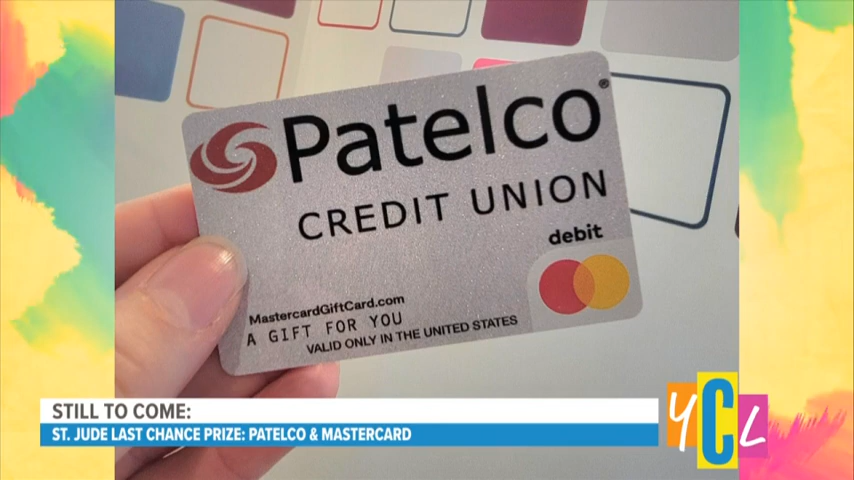 Patelco®
CREDIT UNION
debit
MastercardGiftCard.com
A GIFT FOR YOU
VALID ONLY IN THE UNITED STATES
STILL TO COME:
ST. JUDE LAST CHANCE PRIZE: PATELCO & MASTERCARD
YCL